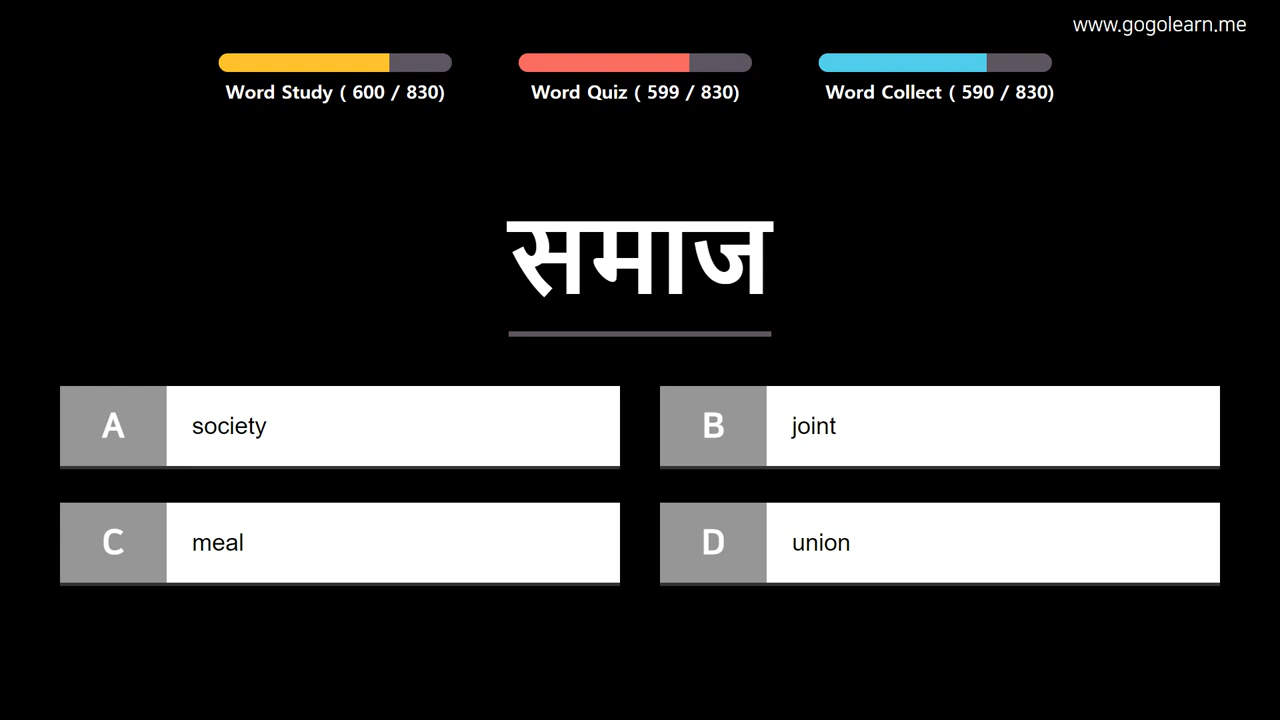 www.gogolearn.me
Word Study ( 600 / 830)
Word Quiz ( 599 / 830)
Word Collect ( 590 / 830)
समाज
A society
B joint
C meal
D union